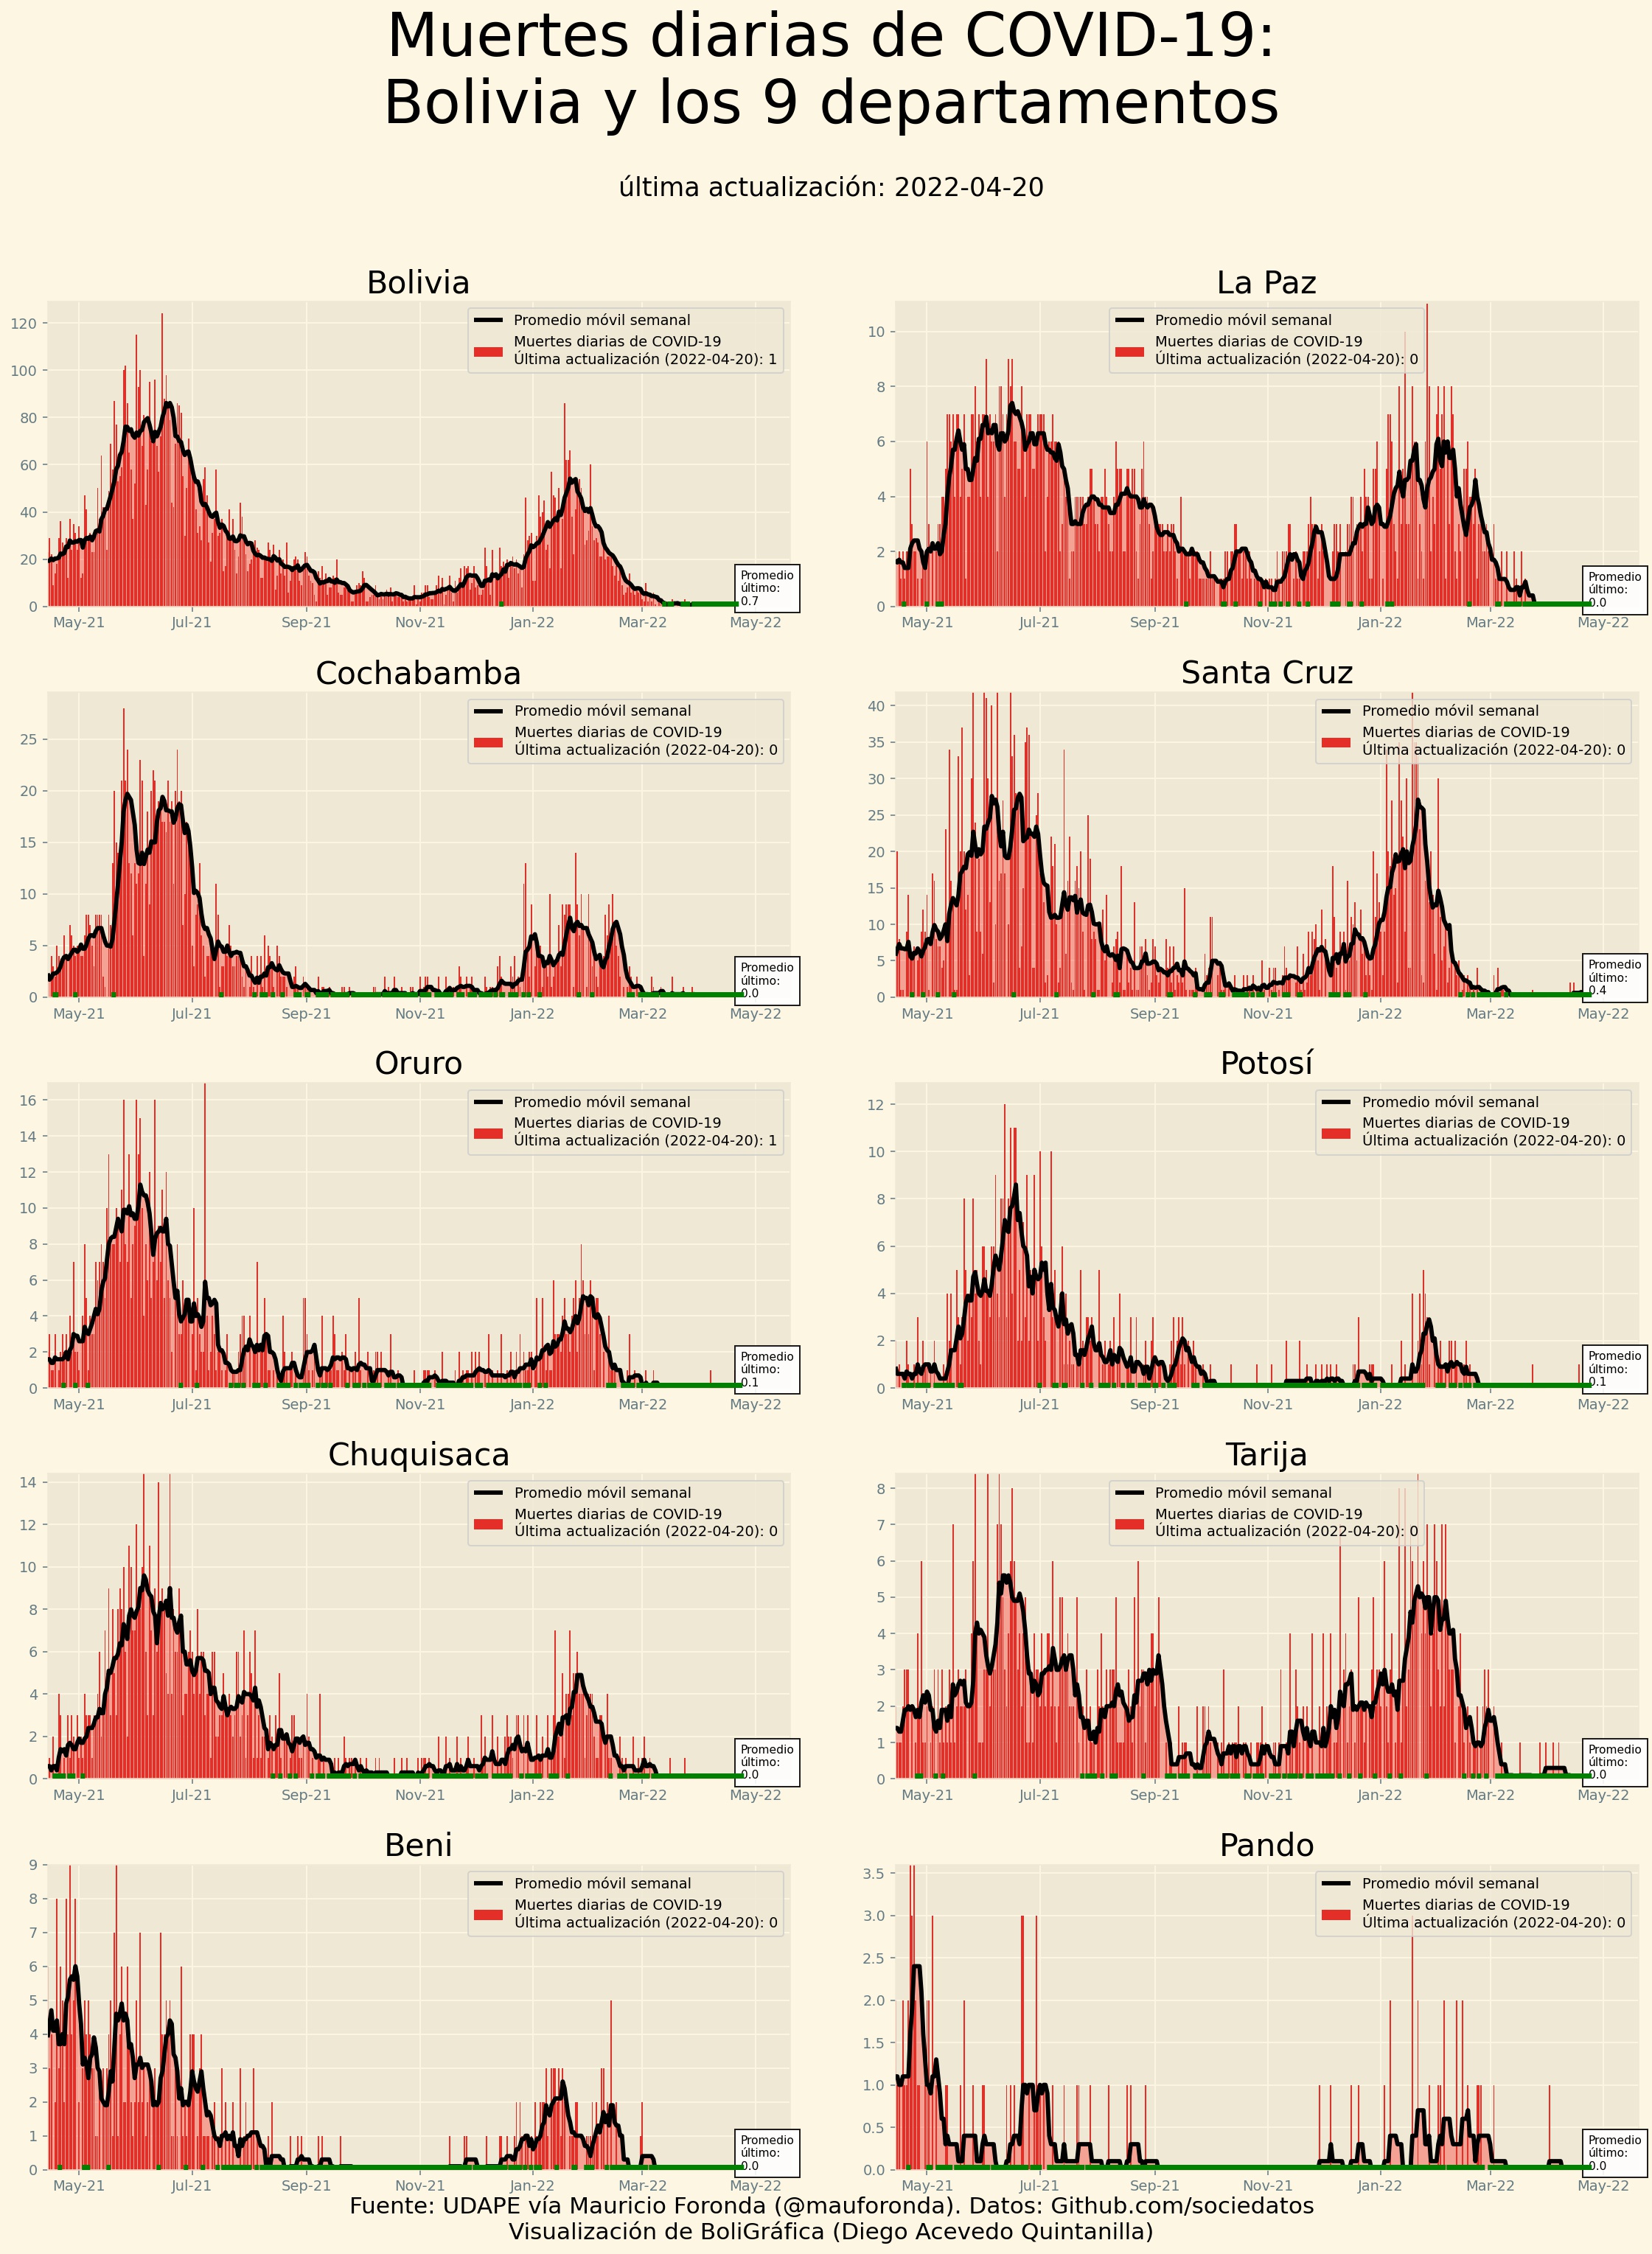 Muertes diarias de COVID-19:
Bolivia y los 9 departamentos
última actualización: 2022-04-20
Bolivia
120
100
80
60
40
20
0
Promedio móvil semanal
Muertes diarias de COVID-19
Última actualización (2022-04-20): 1
Promedio
último:
0.7
May-21 Jul-21 Sep-21 Nov-21 Jan-22 Mar-22 May-22
La Paz
10
8
6
4
2
0
Promedio móvil semanal
Muertes diarias de COVID-19
Última actualización (2022-04-20): 0
Promedio
último:
0.0
May-21 Jul-21 Sep-21 Nov-21 Jan-22 Mar-22 May-22
Cochabamba
25
20
15
10
5
0
Promedio móvil semanal
Muertes diarias de COVID-19
Última actualización (2022-04-20): 0
Promedio
último:
0.0
May-21 Jul-21 Sep-21 Nov-21 Jan-22 Mar-22 May-22
Santa Cruz
40
35
30
25
20
15
10
5
0
Promedio móvil semanal
Muertes diarias de COVID-19
Última actualización (2022-04-20): 0
Promedio
último:
0.4
May-21 Jul-21 Sep-21 Nov-21 Jan-22 Mar-22 May-22
Oruro
16
14
12
10
8
6
4
2
0
Promedio móvil semanal
Muertes diarias de COVID-19
Última actualización (2022-04-20): 1
Promedio
último:
0.1
May-21 Jul-21 Sep-21 Nov-21 Jan-22 Mar-22 May-22
Potosí
12
10
8
6
4
2
0
Promedio móvil semanal
Muertes diarias de COVID-19
Última actualización (2022-04-20): 0
Promedio
último:
0.1
May-21 Jul-21 Sep-21 Nov-21 Jan-22 Mar-22 May-22
Chuquisaca
14
12
10
8
6
4
2
0
Promedio móvil semanal
Muertes diarias de COVID-19
Última actualización (2022-04-20): 0
Promedio
último:
0.0
May-21 Jul-21 Sep-21 Nov-21 Jan-22 Mar-22 May-22
Tarija
8
7
6
5
4
3
2
1
0
Promedio móvil semanal
Muertes diarias de COVID-19
Última actualización (2022-04-20): 0
Promedio
último:
0.0
May-21 Jul-21 Sep-21 Nov-21 Jan-22 Mar-22 May-22
Beni
9
8
7
6
5
4
3
2
1
0
Promedio móvil semanal
Muertes diarias de COVID-19
Última actualización (2022-04-20): 0
Promedio
último:
0.0
May-21 Jul-21 Sep-21 Nov-21 Jan-22 Mar-22 May-22
Pando
3.5
3.0
2.5
2.0
1.5
1.0
0.5
0.0
Promedio móvil semanal
Muertes diarias de COVID-19
Última actualización (2022-04-20): 0
Promedio
último:
0.0
May-21 Jul-21 Sep-21 Nov-21 Jan-22 Mar-22 May-22
Fuente: UDAPE vía Mauricio Foronda (@mauforonda). Datos: Github.com/sociedatos
Visualización de BoliGráfica (Diego Acevedo Quintanilla)